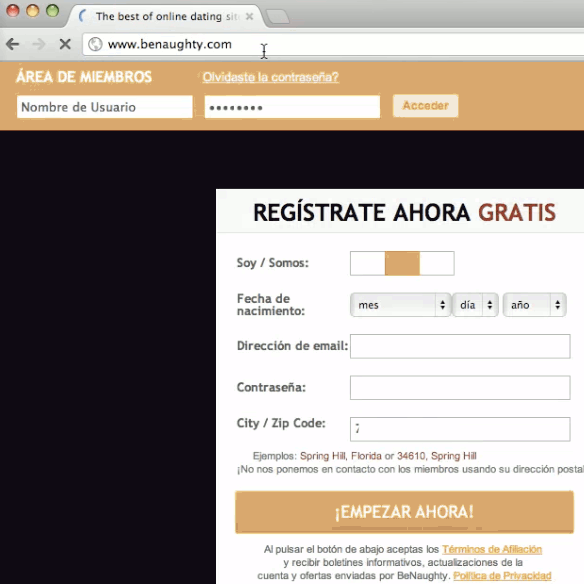 The best of online dating sit
www.benaughty.com
ÁREA DE MIEMBROS
Olvidaste la contraseña?
Nombre de Usuario
••••••••
Acceder
REGÍSTRATE AHORA GRATIS
Soy / Somos:
Fecha de
nacimiento:
mes
día
año
Dirección de email:
Contraseña:
City / Zip Code:
Ejemplos: Spring Hill, Florida or 34610, Spring Hill
¡No nos ponemos en contacto con los miembros usando su dirección postal
¡EMPEZAR AHORA!
Al pulsar el botón de abajo aceptas los Términos de Afiliación
y recibir boletines informativos, actualizaciones de la
cuenta y ofertas enviadas por BeNaughty. Política de Privacidad